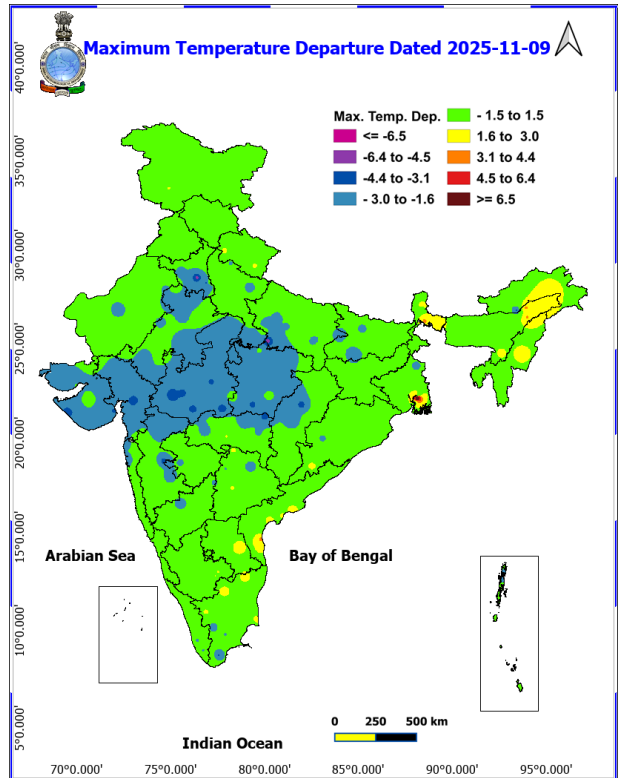 Maximum Temperature Departure Dated 2025-11-09
Max. Temp. Dep.
<= -6.5
-6.4 to -4.5
-4.4 to -3.1
- 3.0 to -1.6
- 1.5 to 1.5
1.6 to 3.0
3.1 to 4.4
4.5 to 6.4
>= 6.5
40°0.000'
35°0.000'
30°0.000'
25°0.000'
20°0.000'
15°0.000'
10°0.000'
5°0.000'
Arabian Sea
Bay of Bengal
Indian Ocean
0 250 500 km
70°0.000' 75°0.000' 80°0.000' 85°0.000' 90°0.000' 95°0.000'